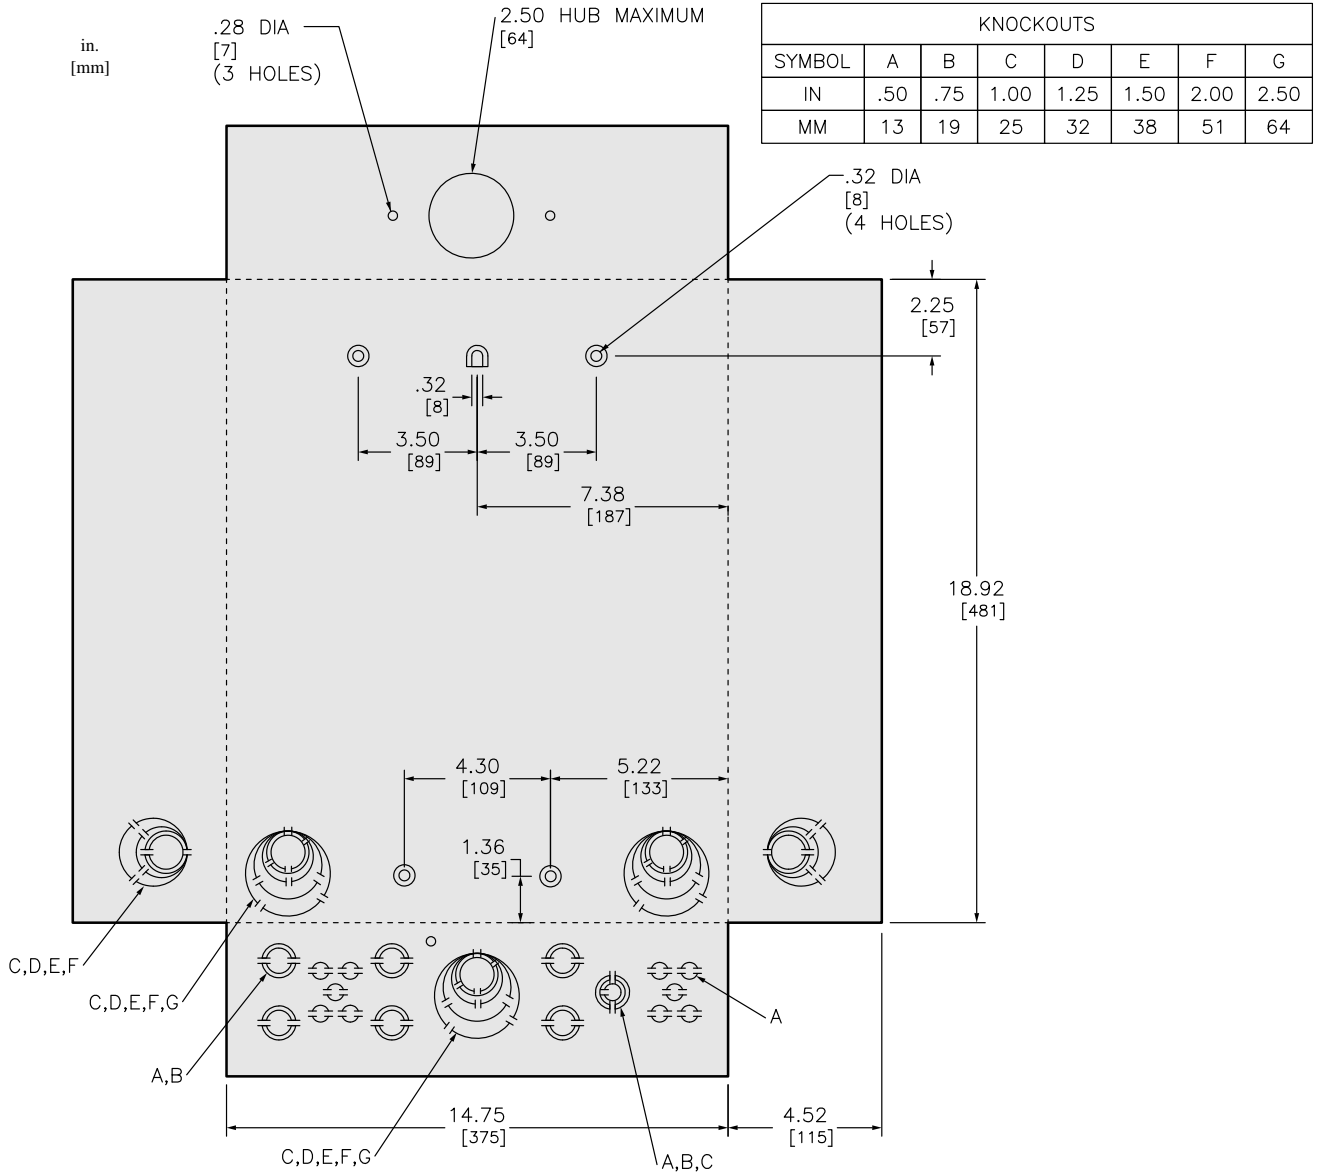 in.
[mm]
.28 DIA
[7]
(3 HOLES)
2.50 HUB MAXIMUM
[64]
KNOCKOUTS
SYMBOL A B C D E F G
IN .50 .75 1.00 1.25 1.50 2.00 2.50
MM 13 19 25 32 38 51 64
.32 DIA
[8]
(4 HOLES)
2.25
[57]
.32
[8]
3.50
[89]
3.50
[89]
7.38
[187]
18.92
[481]
4.30
[109]
5.22
[133]
1.36
[35]
C,D,E,F
C,D,E,F,G
A
A,B
14.75
[375]
4.52
[115]
C,D,E,F,G
A,B,C